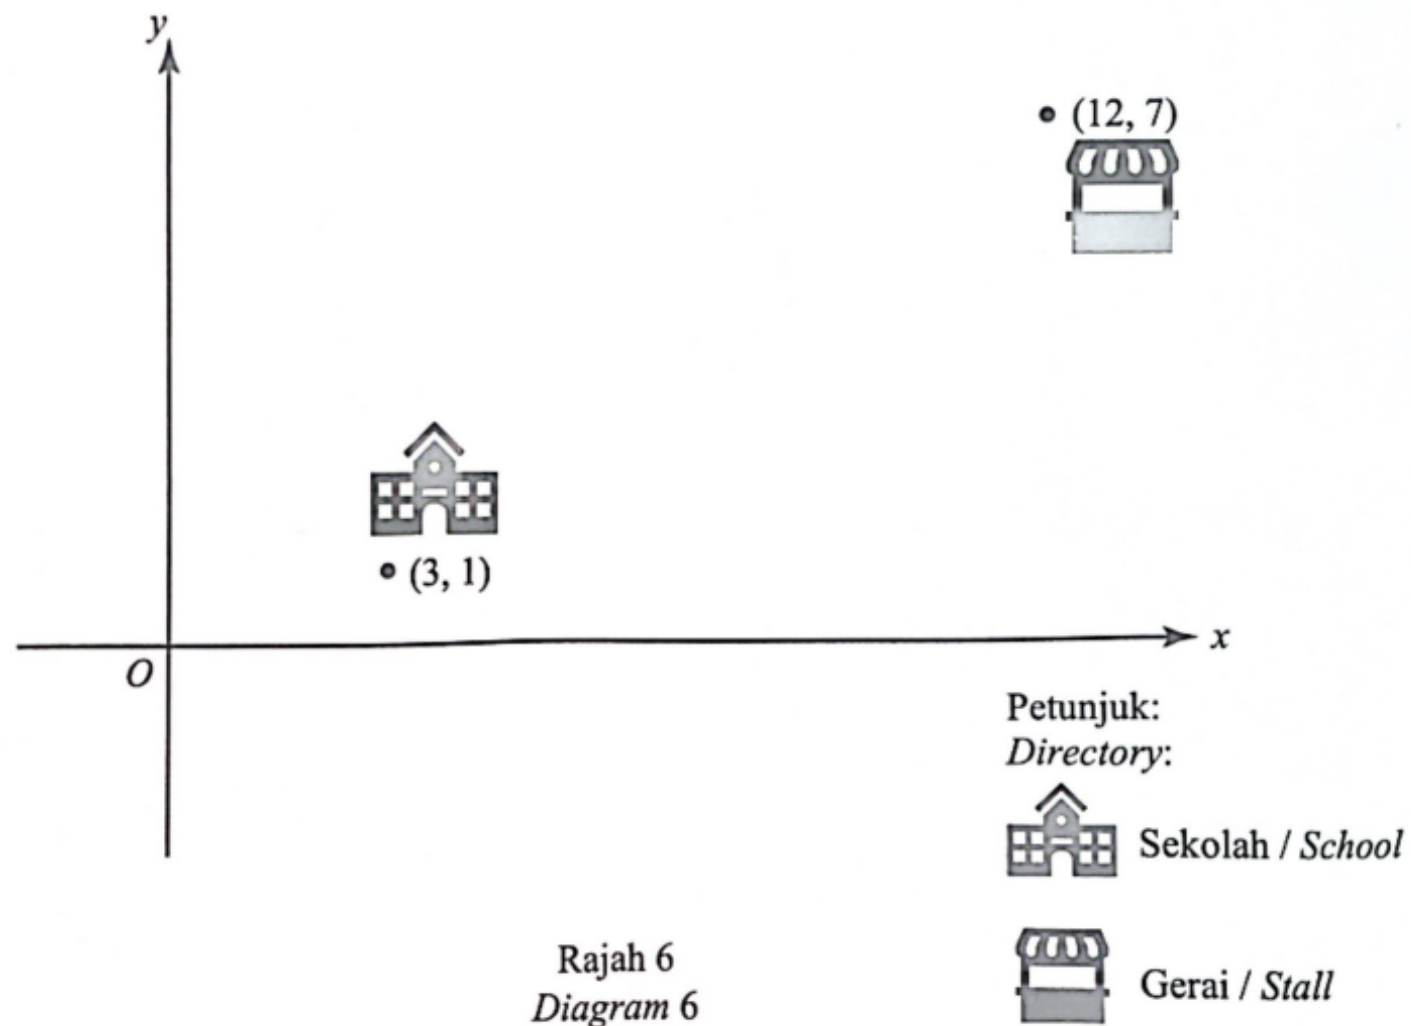 y
(12, 7)
(3, 1)
x
O
Petunjuk:
Directory:
Sekolah / School
Gerai / Stall
Rajah 6
Diagram 6